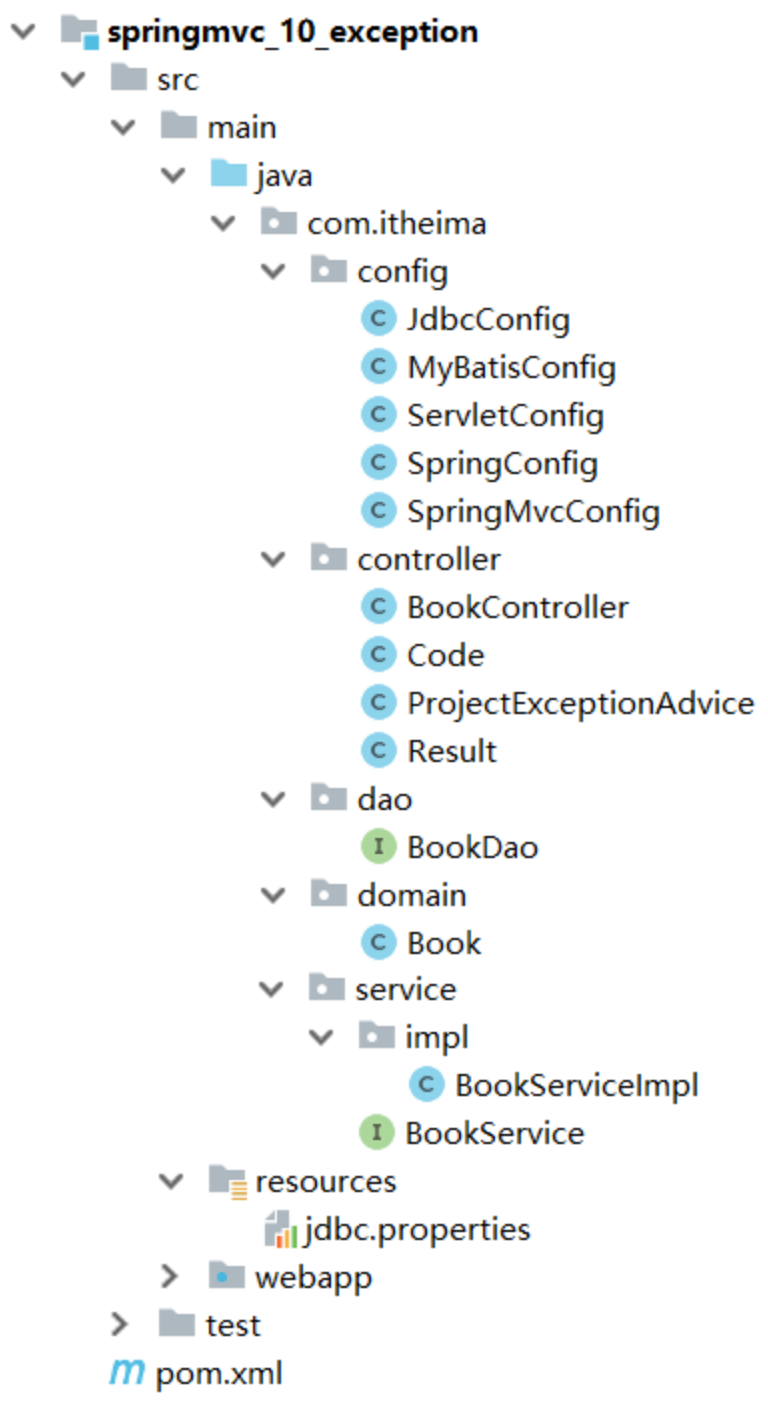 springmvc_10_exception
src
main
java
com.itheima
config
C JdbcConfig
C MyBatisConfig
C ServletConfig
C SpringConfig
C SpringMvcConfig
controller
C BookController
C Code
C ProjectExceptionAdvice
C Result
dao
I BookDao
domain
C Book
service
impl
C BookServiceImpl
I BookService
resources
jdbc.properties
webapp
test
m pom.xml